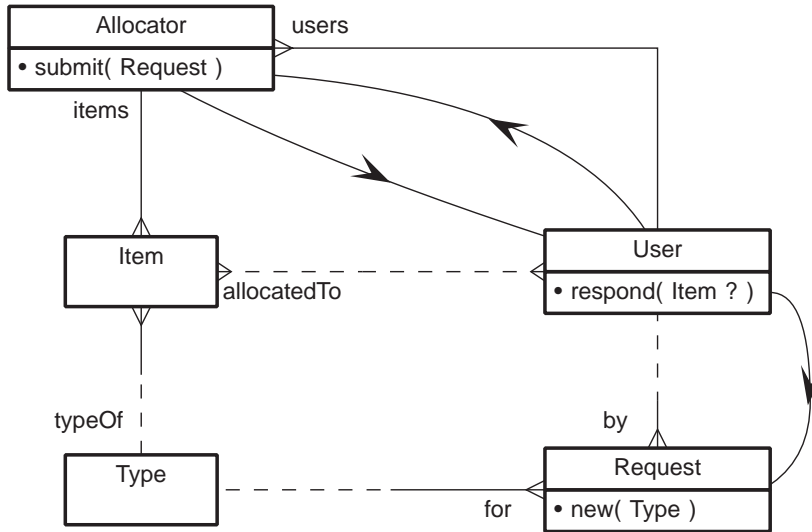 Allocator
users
• submit( Request )
items
Item
User
allocatedTo
• respond( Item ? )
typeOf
by
Type
Request
for
• new( Type )